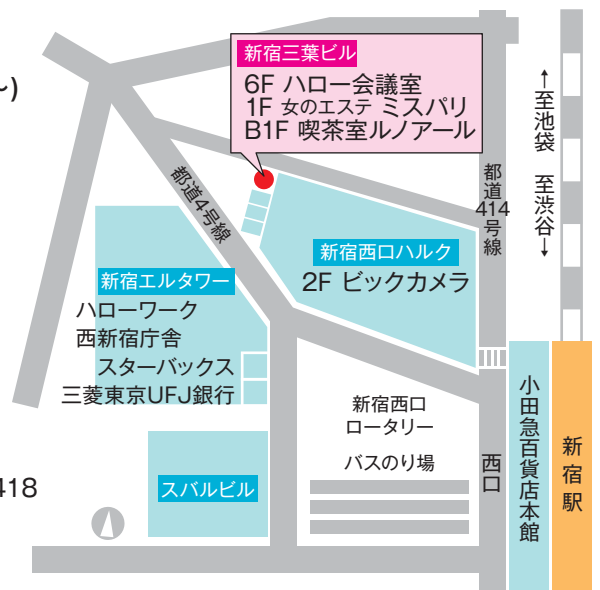 ～)
新宿三葉ビル
6F ハロー会議室
1F 女のエステ ミスパリ
B1F 喫茶室ルノアール
←至池袋 至渋谷→
都道414号線
都道4号線
新宿西口ハルク
2F ビックカメラ
新宿エルタワー
ハローワーク
西新宿庁舎
スターバックス
三菱東京UFJ銀行
新宿西口
ロータリー
バスのり場
西口
小田急百貨店本館
新宿駅
スバルビル
418